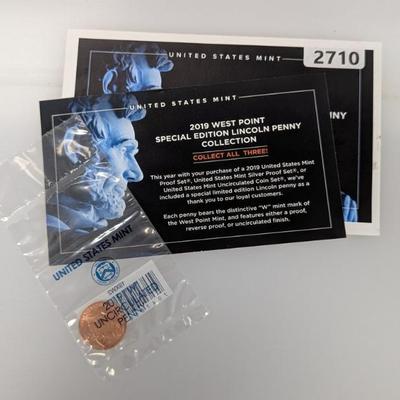 UNITED STATES MINT
2710
NNY
UNITED STATES MINT
2019 WEST POINT
SPECIAL EDITION LINCOLN PENNY
COLLECTION
COLLECT ALL THREE!
This year with your purchase of a 2019 United States Mint
Proof Set®, United States Mint Silver Proof Set®, or
United States Mint Uncirculated Coin Set®, we've
included a special limited edition Lincoln penny as a
thank you to our loyal customers.
Each penny bears the distinctive "W" mint mark of
the West Point Mint, and features either a proof,
reverse proof, or uncirculated finish.
UNITED STATES MINT
UNCIRCULATED
PENNY